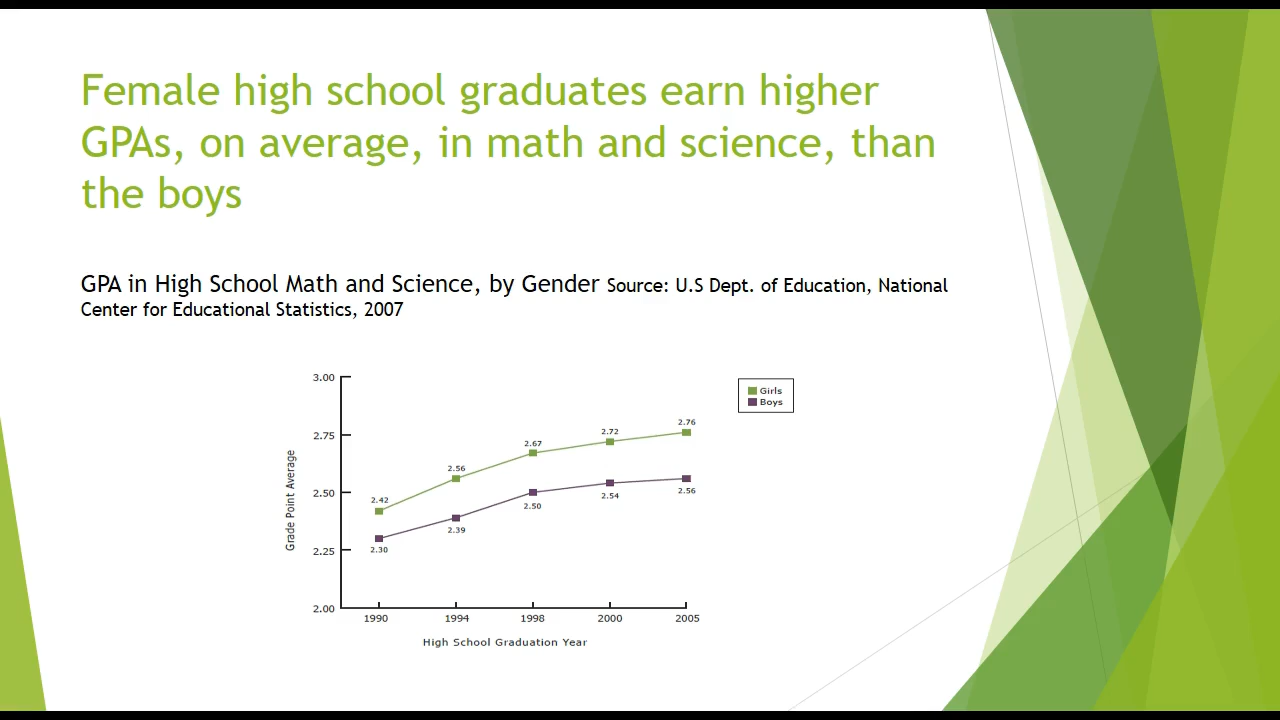 Female high school graduates earn higher
GPAs, on average, in math and science, than
the boys
GPA in High School Math and Science, by Gender Source: U.S Dept. of Education, National
Center for Educational Statistics, 2007
3.00
2.75
2.50
2.25
2.00
Grade Point Average
2.42
2.56
2.67
2.72
2.76
2.30
2.39
2.50
2.54
2.56
1990 1994 1998 2000 2005
High School Graduation Year
Girls
Boys